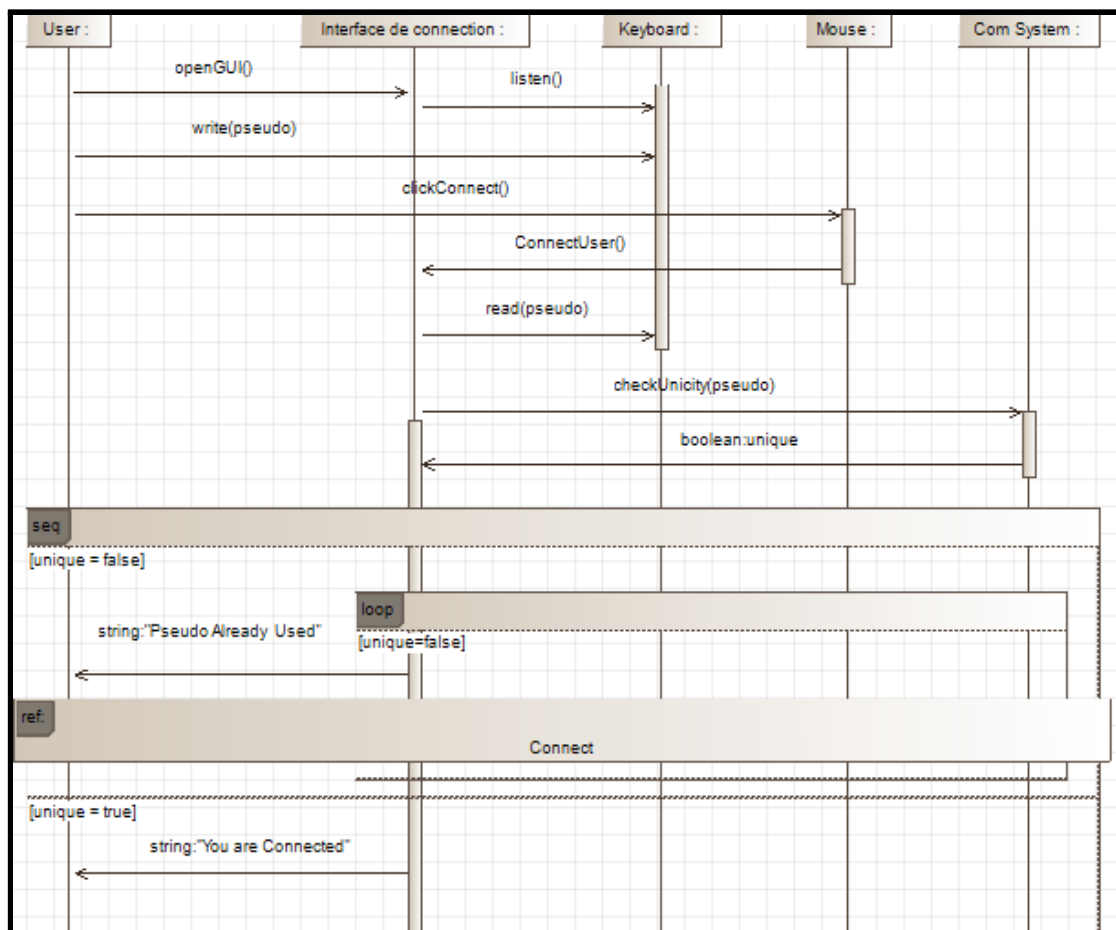 User :
Interface de connection :
Keyboard :
Mouse :
Com System :
openGUI()
listen()
write(pseudo)
clickConnect()
ConnectUser()
read(pseudo)
checkUnicity(pseudo)
boolean:unique
seq
[unique = false]
loop
string:"Pseudo Already Used"
[unique=false]
ref:
Connect
[unique = true]
string:"You are Connected"